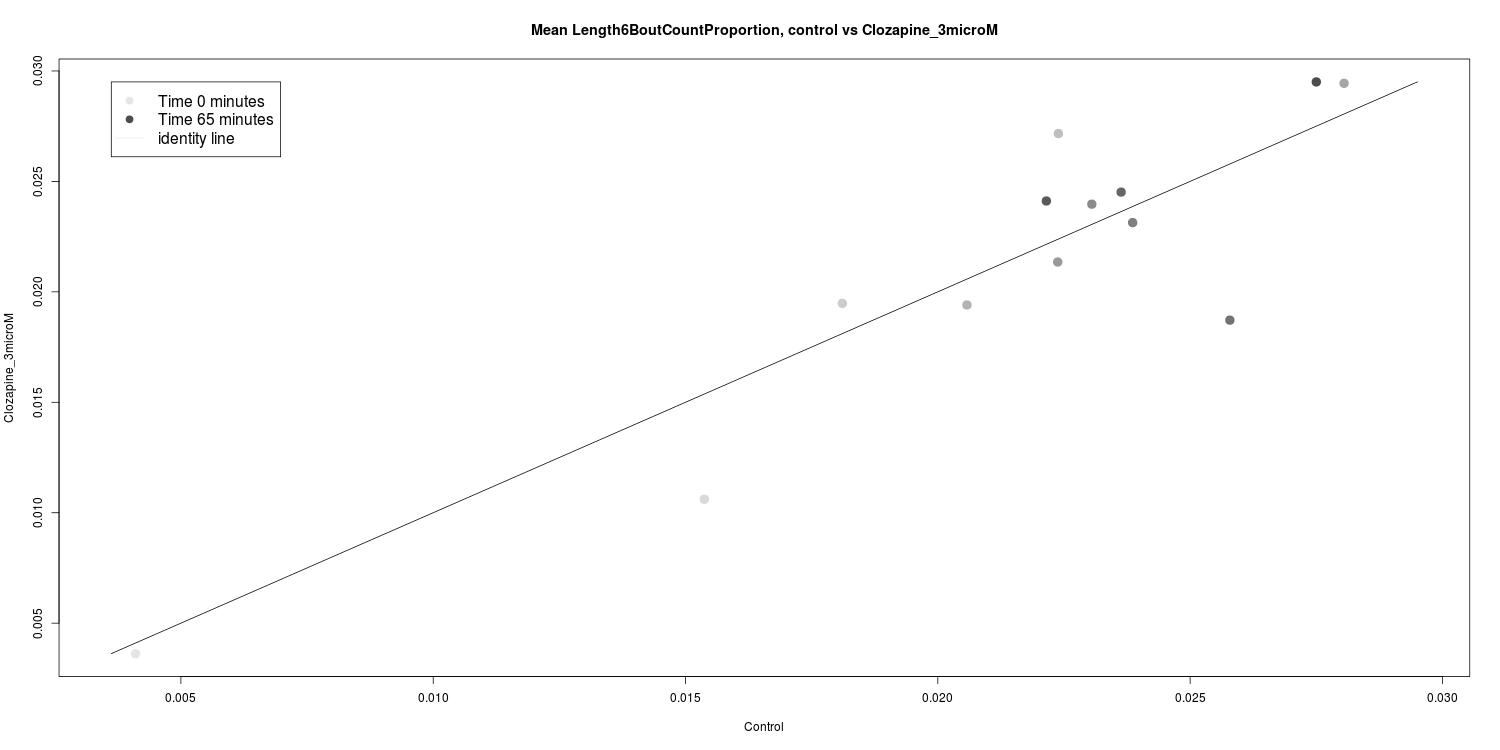 Mean Length6BoutCountProportion, control vs Clozapine_3microM
Time 0 minutes
Time 65 minutes
identity line
Clozapine_3microM
0.030
0.025
0.020
0.015
0.010
0.005
0.005
0.010
0.015
0.020
0.025
0.030
Control